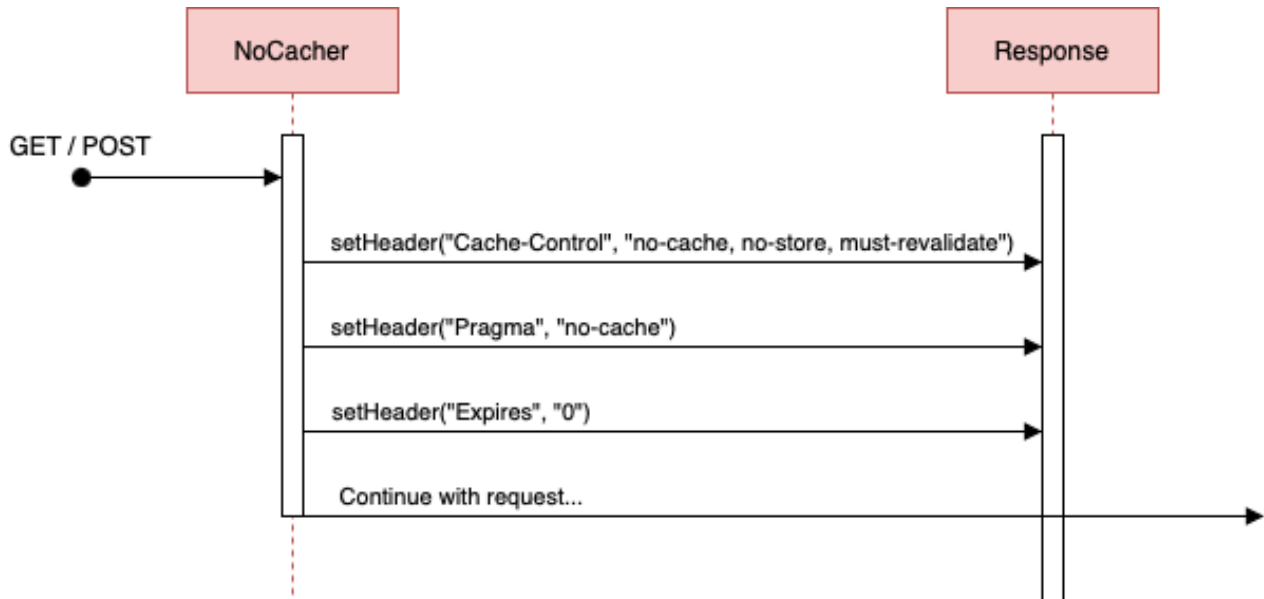 NoCacher
Response
GET / POST
setHeader("Cache-Control", "no-cache, no-store, must-revalidate")
setHeader("Pragma", "no-cache")
setHeader("Expires", "0")
Continue with request...